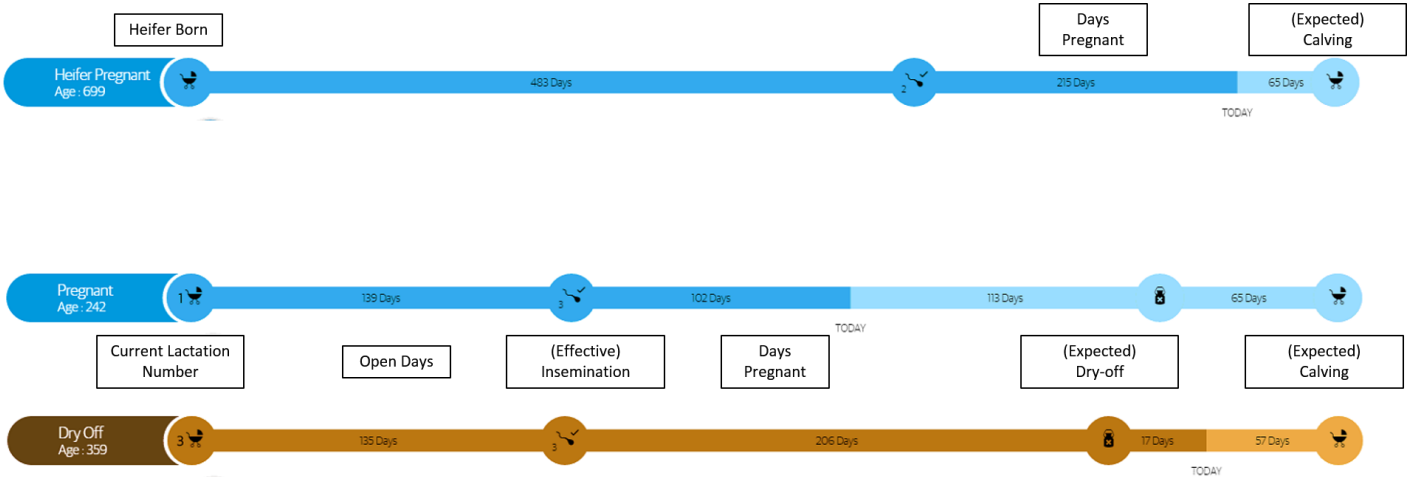 Heifer Born
Days
Pregnant
(Expected)
Calving
Heifer Pregnant
Age : 699
483 Days
2
215 Days
65 Days
TODAY
Pregnant
Age : 242
1
139 Days
3
102 Days
113 Days
65 Days
TODAY
Current Lactation
Number
Open Days
(Effective)
Insemination
Days
Pregnant
(Expected)
Dry-off
(Expected)
Calving
Dry Off
Age : 359
3
135 Days
3
206 Days
17 Days
57 Days
TODAY